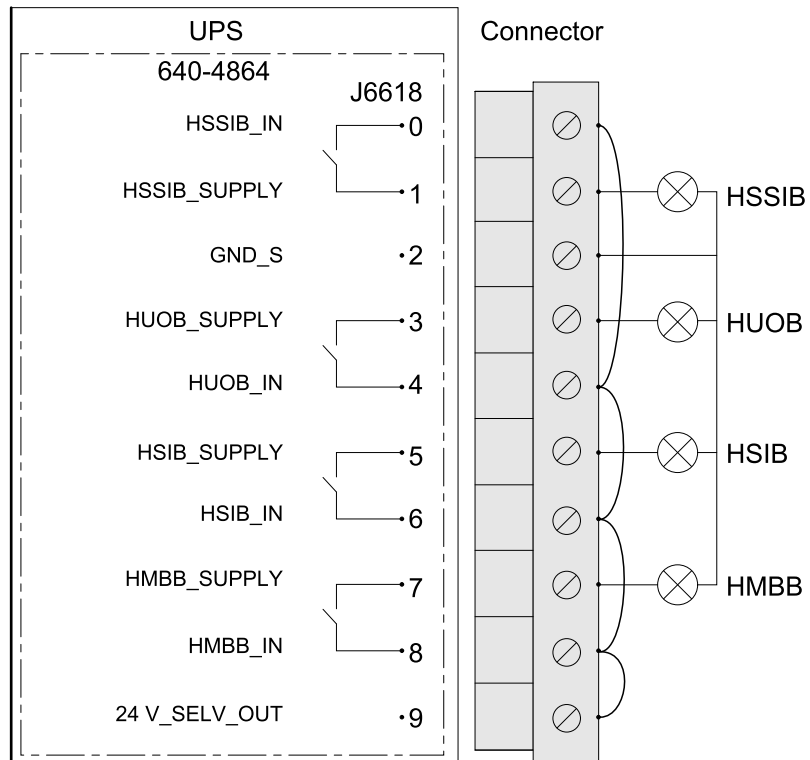 UPS
Connector
640-4864
J6618
HSSIB_IN
0
HSSIB_SUPPLY
1
HSSIB
GND_S
2
HUOB_SUPPLY
3
HUOB
HUOB_IN
4
HSIB_SUPPLY
5
HSIB
HSIB_IN
6
HMBB_SUPPLY
7
HMBB
HMBB_IN
8
24 V_SELV_OUT
9